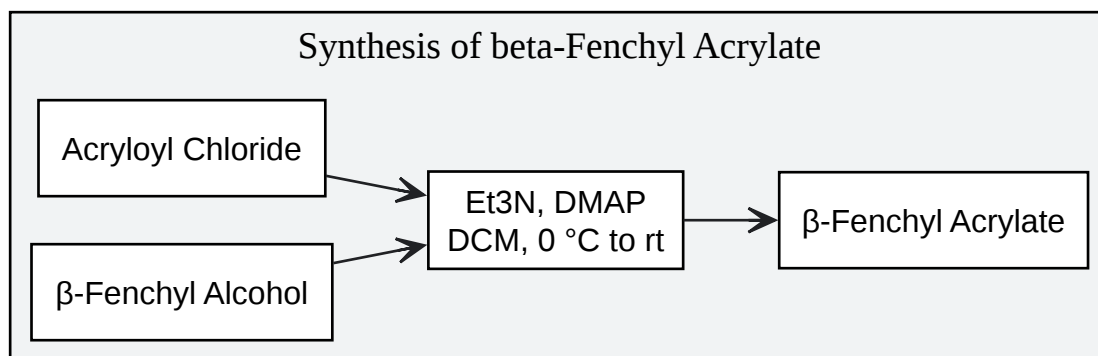 Synthesis of beta-Fenchyl Acrylate
Acryloyl Chloride
β-Fenchyl Alcohol
Et3N, DMAP
DCM, 0 °C to rt
β-Fenchyl Acrylate